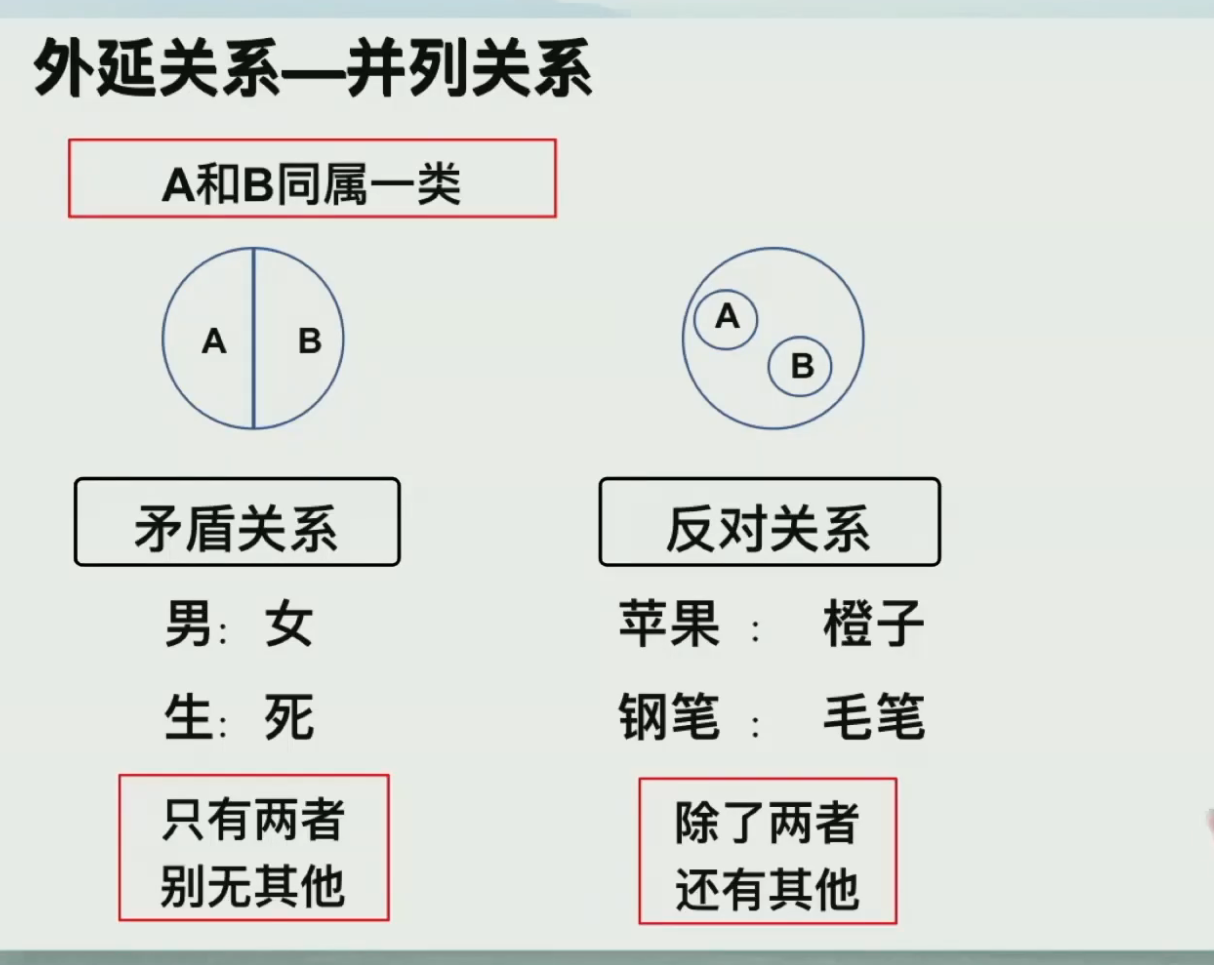 外延关系—并列关系
A和B同属一类
A B
A
B
矛盾关系 反对关系
男：女 苹果 ： 橙子
生：死 钢笔 ： 毛笔
只有两者
别无其他
除了两者
还有其他